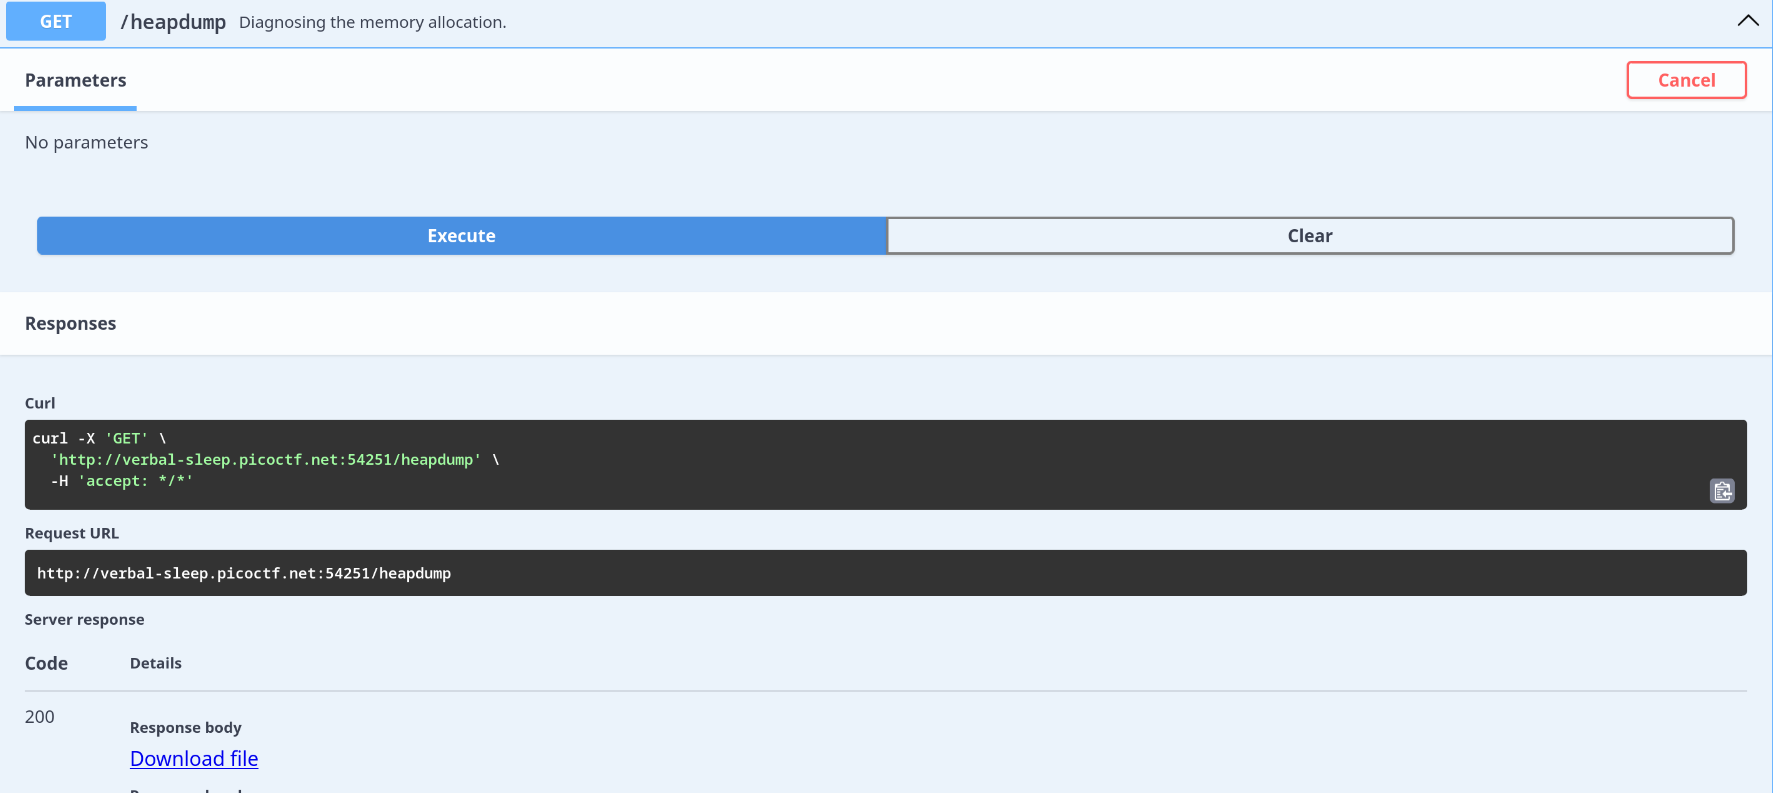 GET /heapdump Diagnosing the memory allocation.
Parameters
Cancel
No parameters
Execute
Clear
Responses
Curl
curl -X 'GET' \
  'http://verbal-sleep.picoctf.net:54251/heapdump' \
  -H 'accept: */*'
Request URL
http://verbal-sleep.picoctf.net:54251/heapdump
Server response
Code Details
200
Response body
Download file